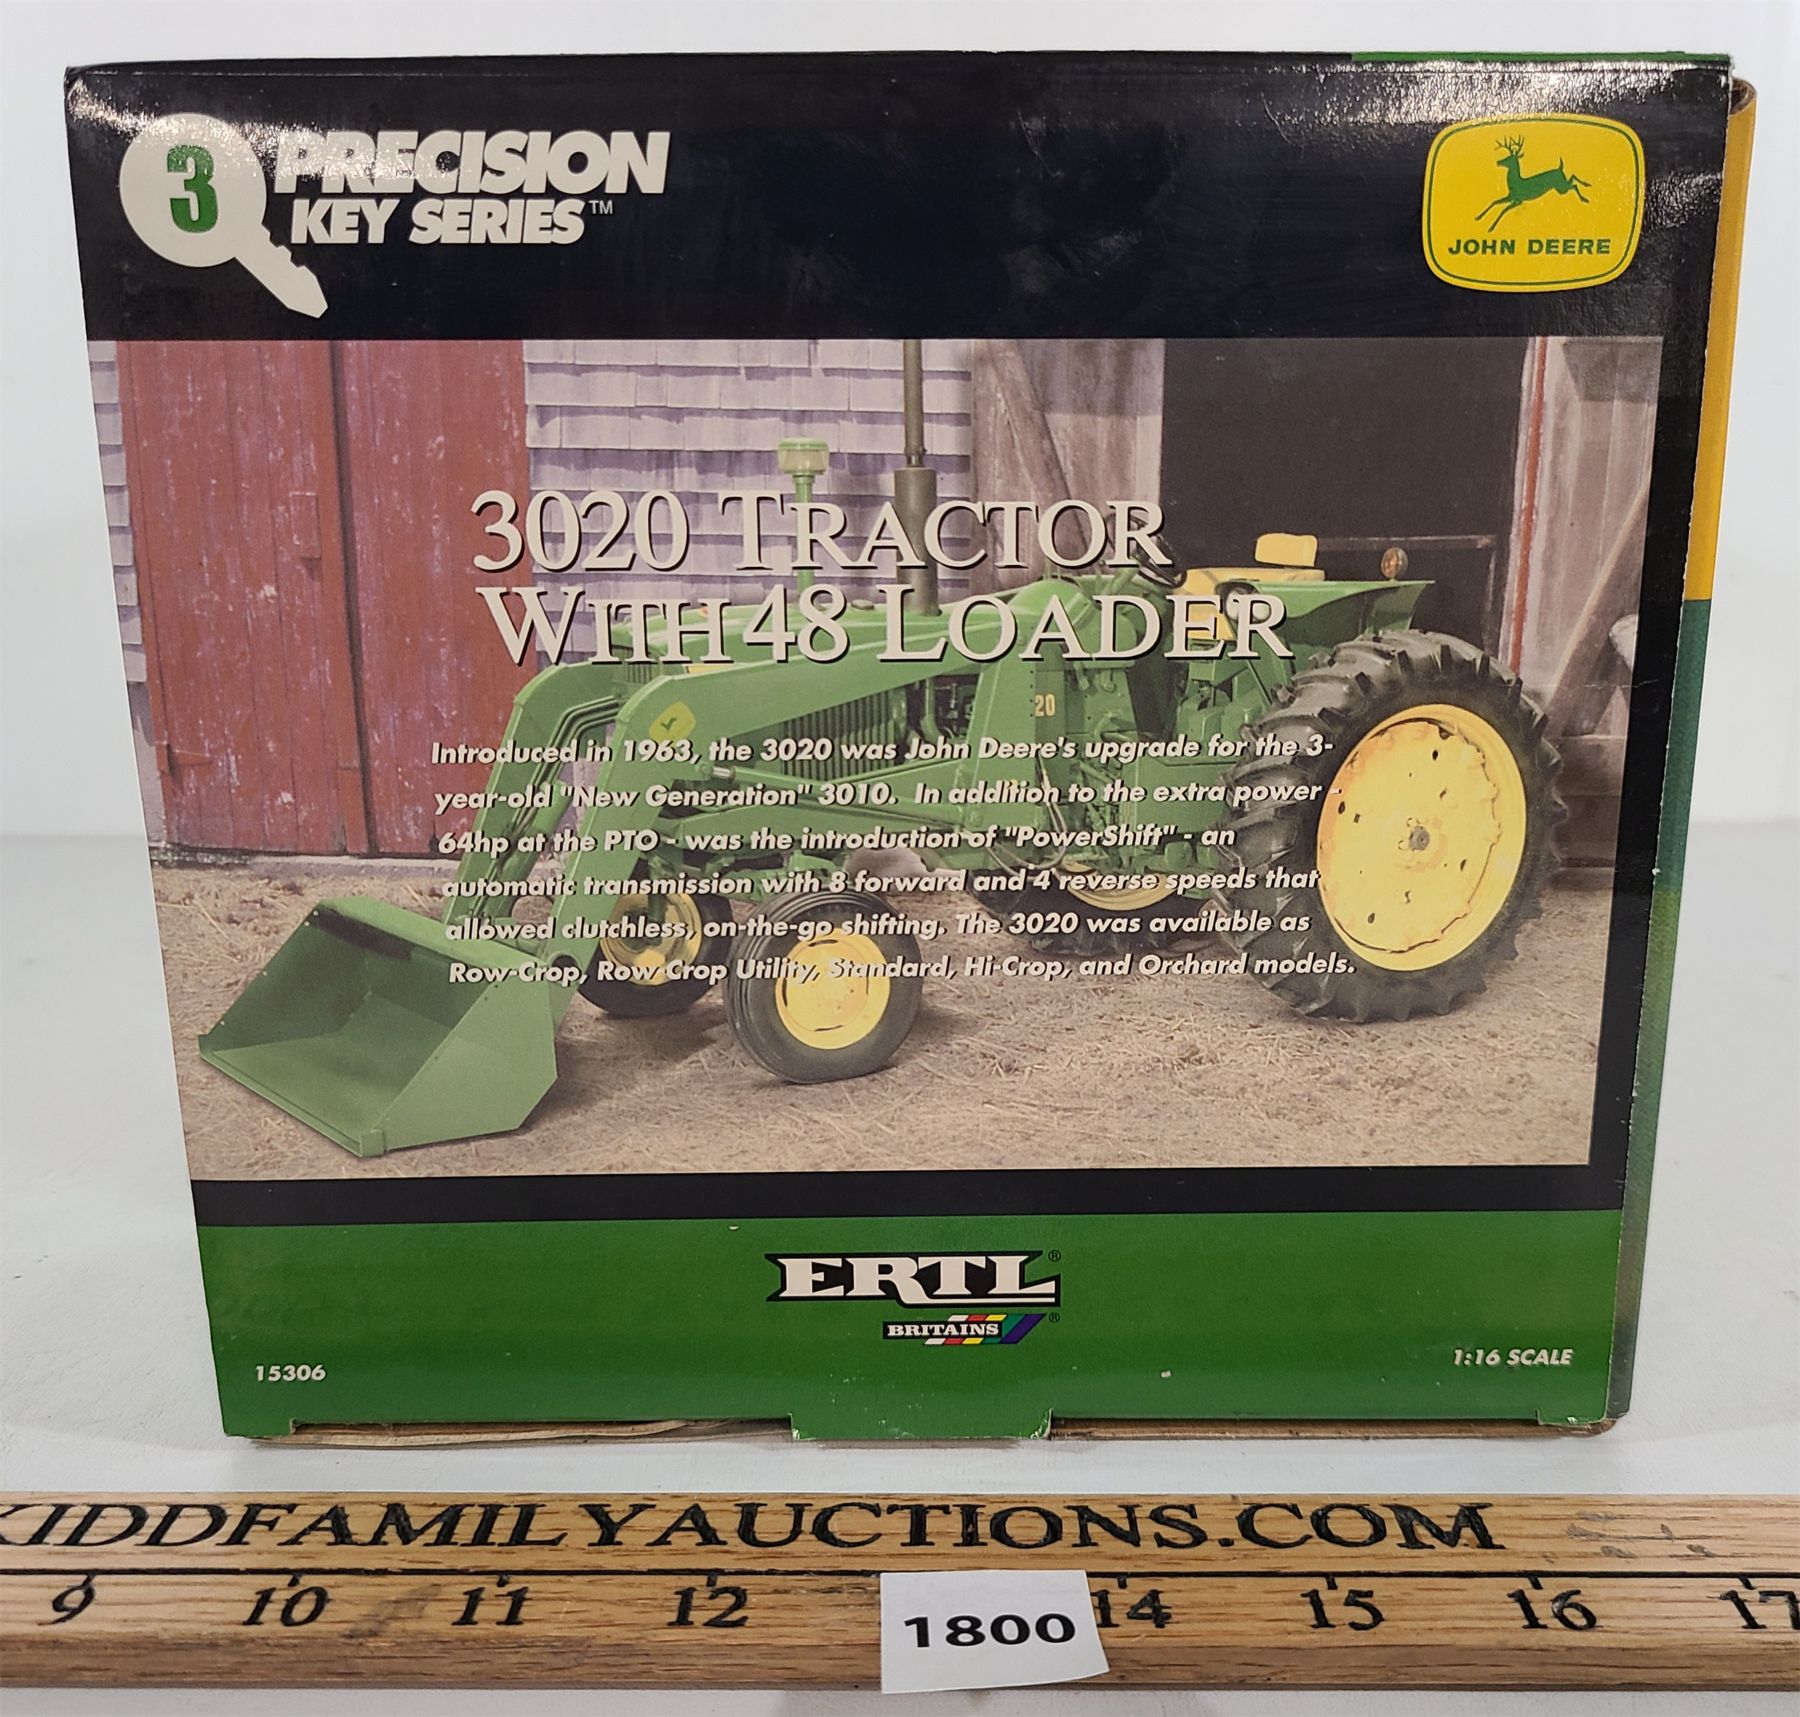 3 PRECISION
KEY SERIES™
JOHN DEERE
3020 TRACTOR
WITH 48 LOADER
20
Introduced in 1963, the 3020 was John Deere's upgrade for the 3-
year-old "New Generation" 3010. In addition to the extra power -
64hp at the PTO - was the introduction of "PowerShift" - an
automatic transmission with 8 forward and 4 reverse speeds that
allowed clutchless, on-the-go shifting. The 3020 was available as
Row-Crop, Row-Crop Utility, Standard, Hi-Crop, and Orchard models.
ERTL®
BRITAINS®
15306
1:16 SCALE
KIDDFAMILYAUCTIONS.COM
9 10 11 12 14 15 16 17
1800